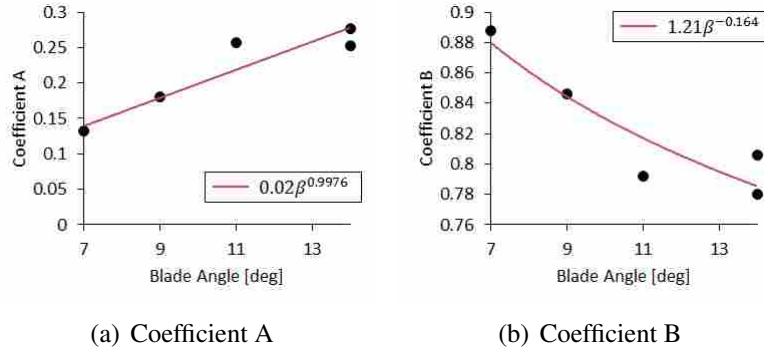 0.3
0.25
0.2
0.15
0.1
0.05
0
Coefficient A
0.02β^0.9976
7 9 11 13
Blade Angle [deg]
(a) Coefficient A
0.9
0.88
0.86
0.84
0.82
0.8
0.78
0.76
Coefficient B
1.21β^−0.164
7 9 11 13
Blade Angle [deg]
(b) Coefficient B